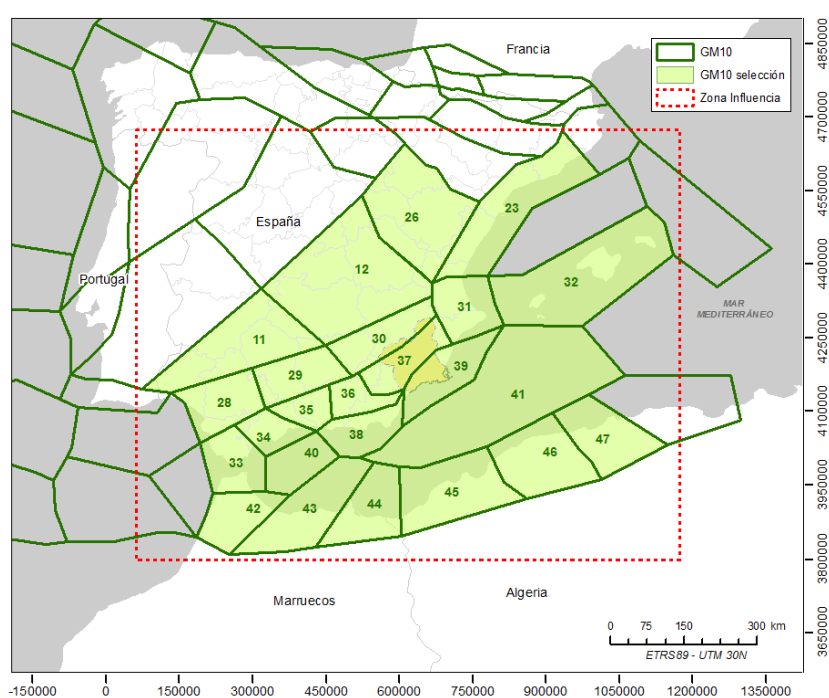 Francia
GM10
GM10 selección
Zona Influencia
España
Portugal
MAR
MEDITERRÁNEO
23
26
12
32
31
11
30
37
39
29
36
41
28
35
34
38
33
40
46
47
45
42
43
44
Marruecos
Algeria
0 75 150 300 km
ETRS89 - UTM 30N
4850000
4700000
4550000
4400000
4250000
4100000
3950000
3800000
3650000
-150000 0 150000 300000 450000 600000 750000 900000 1050000 1200000 1350000